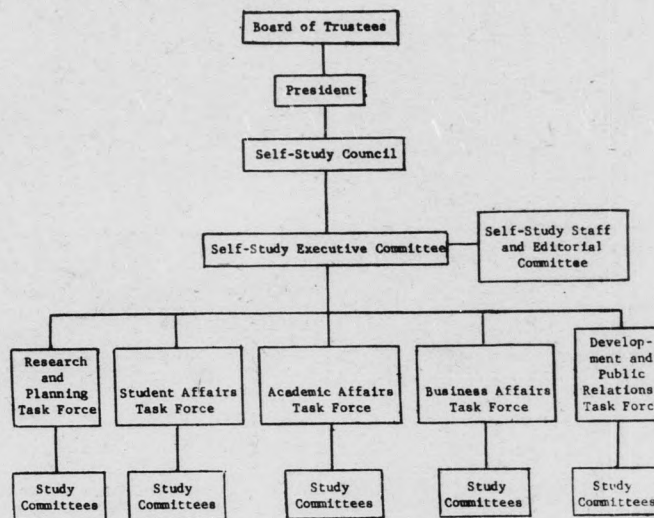 Board of Trustees
President
Self-Study Council
Self-Study Executive Committee
Self-Study Staff
and Editorial
Committee
Research
and
Planning
Task Force
Student Affairs
Task Force
Academic Affairs
Task Force
Business Affairs
Task Force
Develop-
ment and
Public
Relations
Task Forc
Study
Committees
Study
Committees
Study
Committees
Study
Committees
Study
Committees